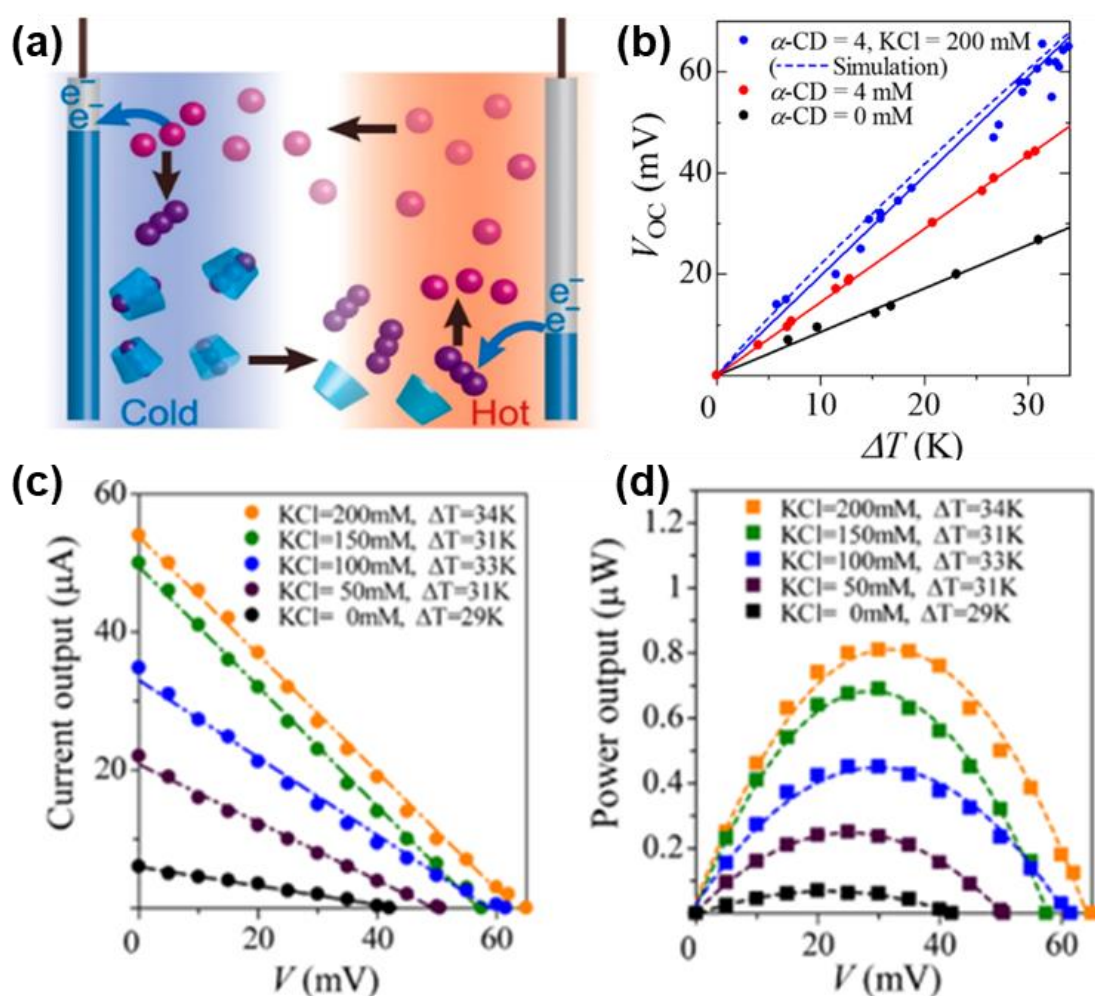 (a)
e⁻
e⁻
Cold
Hot
e⁻
e⁻
(b)
α-CD = 4, KCl = 200 mM
(----- Simulation)
α-CD = 4 mM
α-CD = 0 mM
V_OC (mV)
60
40
20
0
10
20
30
ΔT (K)
(c)
KCl=200mM, ΔT=34K
KCl=150mM, ΔT=31K
KCl=100mM, ΔT=33K
KCl= 50mM, ΔT=31K
KCl= 0mM, ΔT=29K
Current output (μA)
60
40
20
0
20
40
60
V (mV)
(d)
KCl=200mM, ΔT=34K
KCl=150mM, ΔT=31K
KCl=100mM, ΔT=33K
KCl= 50mM, ΔT=31K
KCl= 0mM, ΔT=29K
Power output (μW)
1.2
1
0.8
0.6
0.4
0.2
0
20
40
60
V (mV)